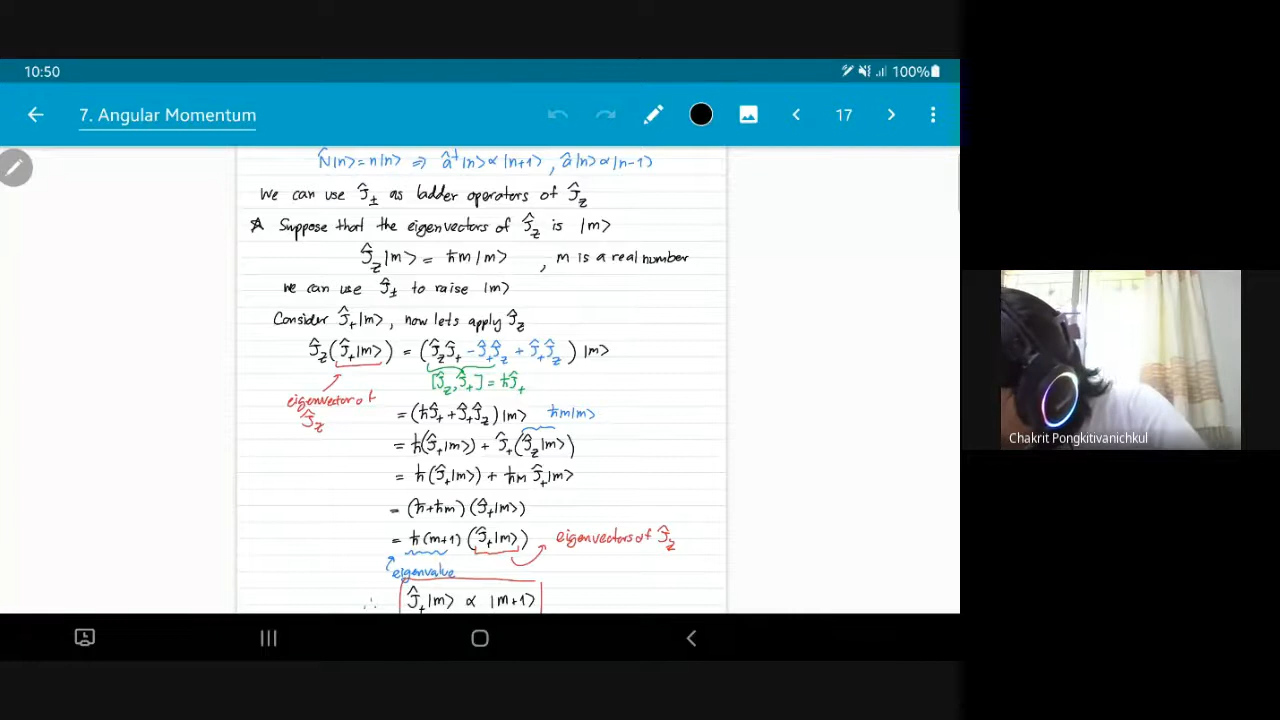 10:50
100%
7. Angular Momentum
17
N̂|n> = n|n> ⇒ â†|n> ∝ |n+1> , â|n> ∝ |n-1>
We can use Ĵ± as ladder operators of Ĵz
* Suppose that the eigenvectors of Ĵz is |m>
Ĵz|m> = ħm|m> , m is a real number
We can use Ĵ± to raise |m>
Consider Ĵ+|m>, now lets apply Ĵz
Ĵz(Ĵ+|m>) = (ĴzĴ+ - Ĵ+Ĵz + Ĵ+Ĵz)|m>
[Ĵz, Ĵ+] = ħĴ+
eigenvector of
Ĵz
= (ħĴ+ + Ĵ+Ĵz)|m> ħm|m>
= ħ(Ĵ+|m>) + Ĵ+(Ĵz|m>)
= ħ(Ĵ+|m>) + ħm Ĵ+|m>
= (ħ+ħm)(Ĵ+|m>)
= ħ(m+1)(Ĵ+|m>) eigenvectors of Ĵz
eigenvalue
∴ Ĵ+|m> ∝ |m+1>
Chakrit Pongkitivanichkul